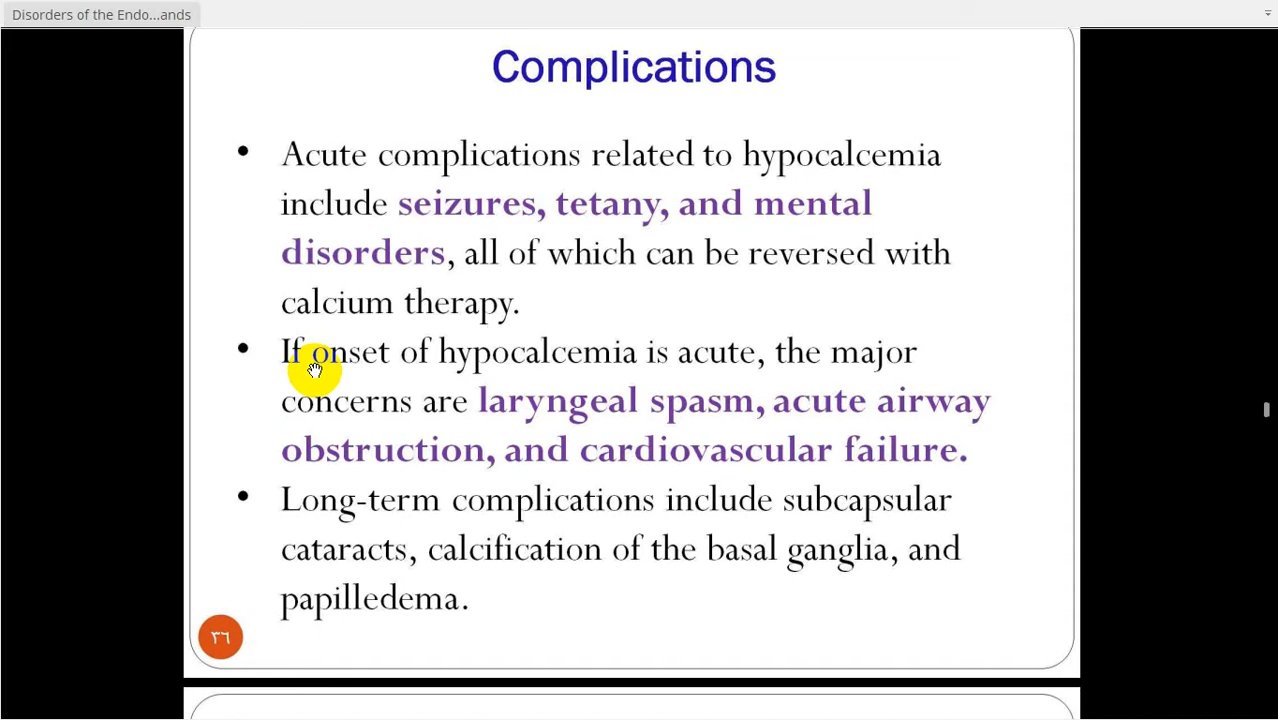 Disorders of the Endo...ands
Complications
• Acute complications related to hypocalcemia
include seizures, tetany, and mental
disorders, all of which can be reversed with
calcium therapy.
• If onset of hypocalcemia is acute, the major
concerns are laryngeal spasm, acute airway
obstruction, and cardiovascular failure.
• Long-term complications include subcapsular
cataracts, calcification of the basal ganglia, and
papilledema.
٣٦